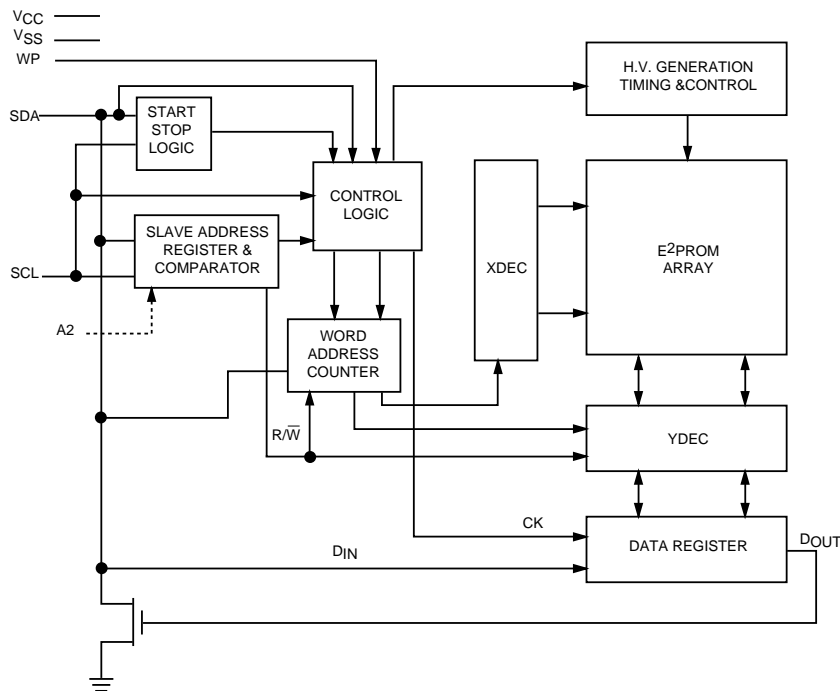 VCC
VSS
WP
H.V. GENERATION
TIMING &CONTROL
SDA
START
STOP
LOGIC
CONTROL
LOGIC
SLAVE ADDRESS
REGISTER &
COMPARATOR
SCL
XDEC
E2PROM
ARRAY
A2
WORD
ADDRESS
COUNTER
R/W̅
YDEC
CK
DIN
DATA REGISTER
DOUT